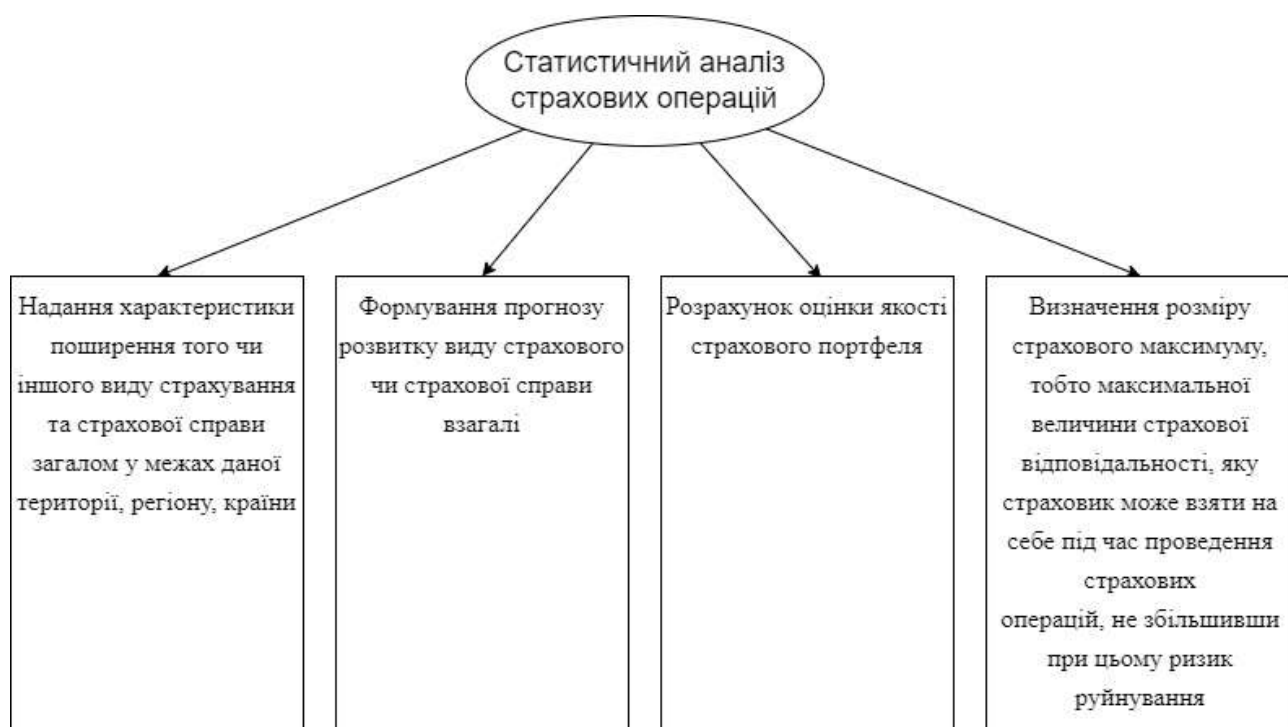 Статистичний аналіз
страхових операцій
Надання характеристики
поширення того чи
іншого виду страхування
та страхової справи
загалом у межах даної
території, регіону, країни
Формування прогнозу
розвитку виду страхового
чи страхової справи
взагалі
Розрахунок оцінки якості
страхового портфеля
Визначення розміру
страхового максимуму,
тобто максимальної
величини страхової
відповідальності, яку
страховик може взяти на
себе під час проведення
страхових
операцій, не збільшивши
при цьому ризик
руйнування